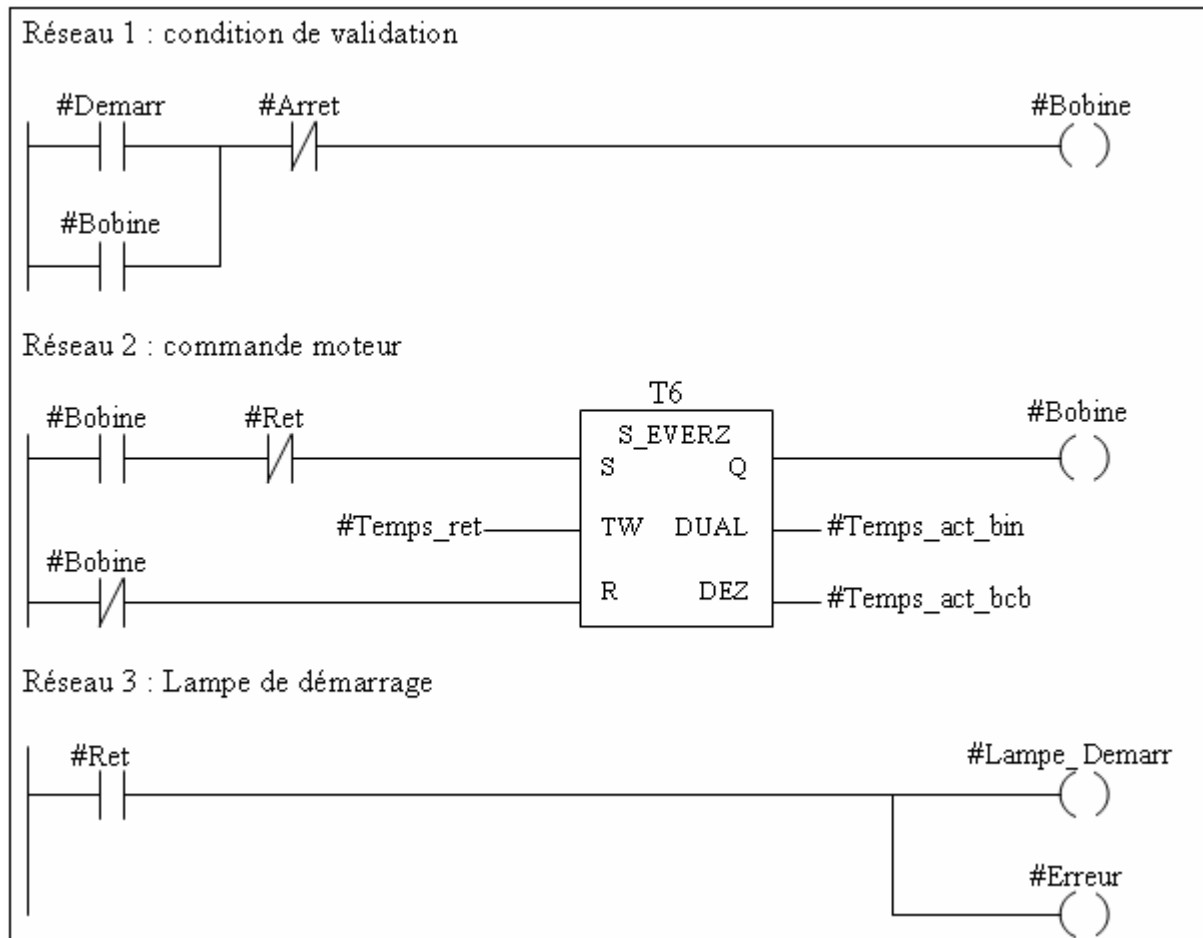 Réseau 1 : condition de validation
#Demarr #Arret #Bobine
#Bobine
Réseau 2 : commande moteur
T6
#Bobine #Ret S_EVERZ #Bobine
S Q
#Temps_ret TW DUAL #Temps_act_bin
#Bobine
R DEZ #Temps_act_bcb
Réseau 3 : Lampe de démarrage
#Ret #Lampe_Demarr
#Erreur